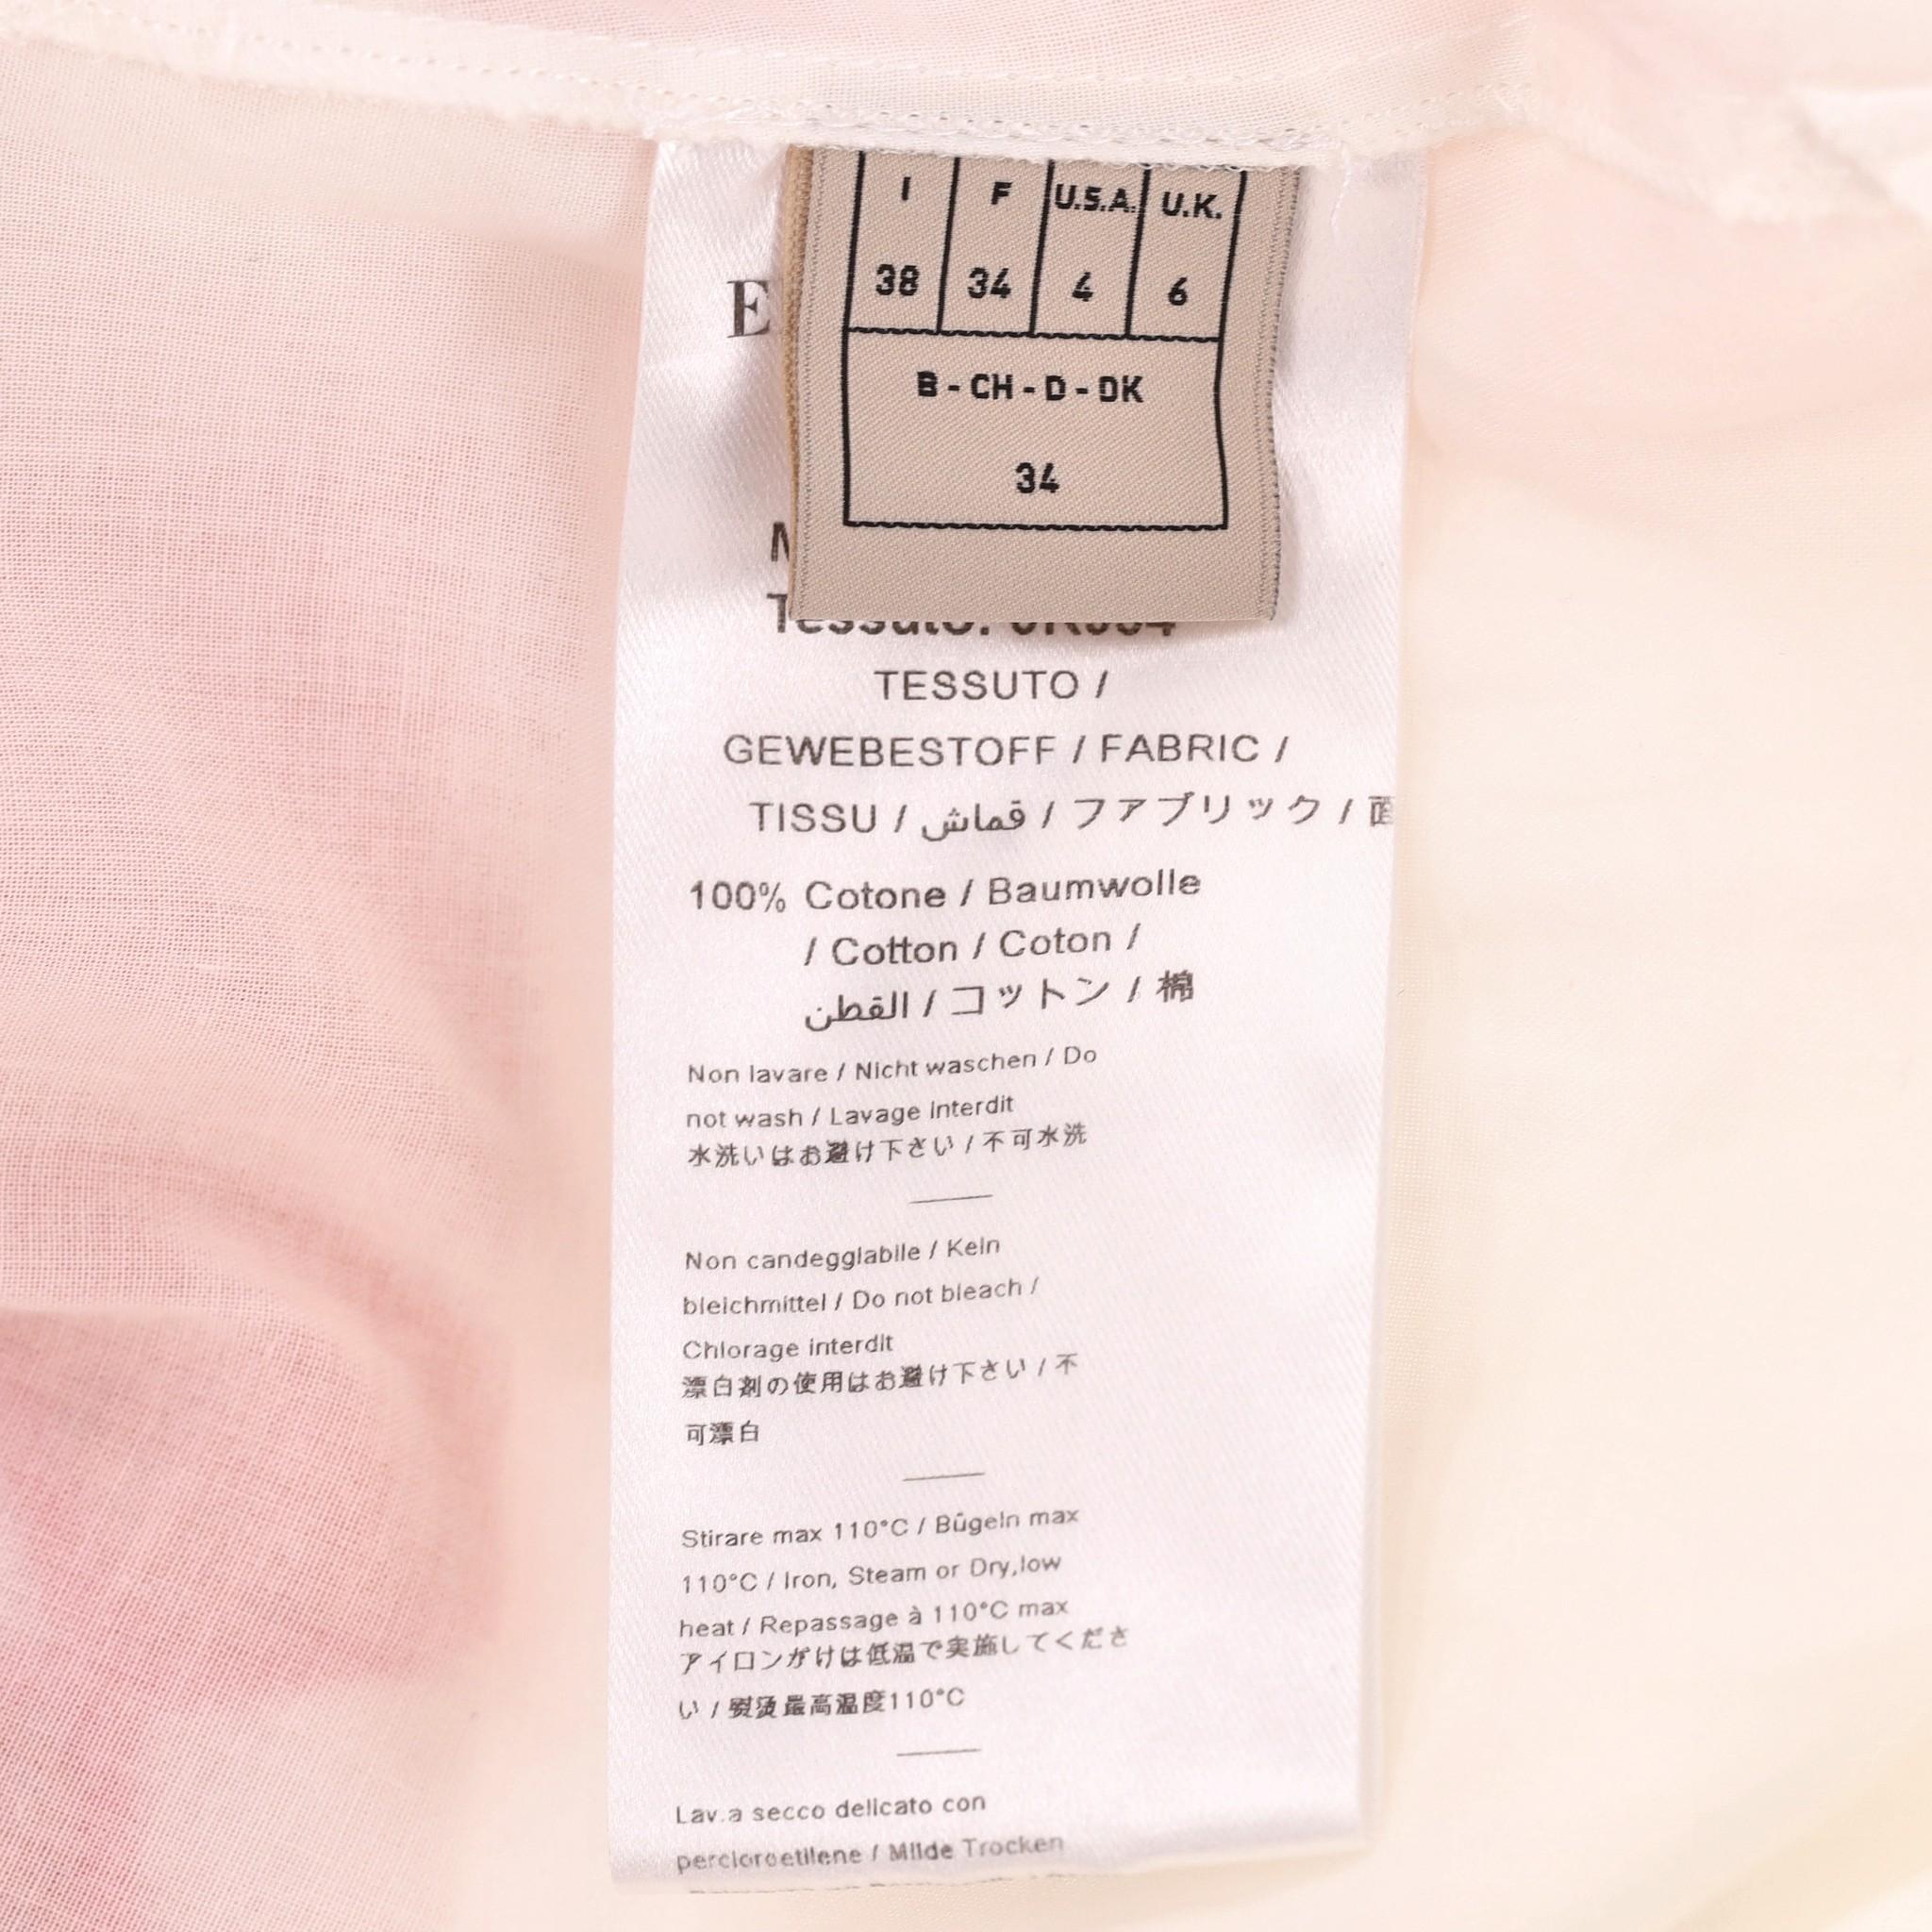 I F U.S.A. U.K.
38 34 4 6
B - CH - D - DK
34
E
TESSUTO /
GEWEBESTOFF / FABRIC /
TISSU / قماش / ファブリック / 面
100% Cotone / Baumwolle
/ Cotton / Coton /
القطن / コットン / 棉
Non lavare / Nicht waschen / Do
not wash / Lavage interdit
水洗いはお避け下さい / 不可水洗
Non candeggiabile / Kein
bleichmittel / Do not bleach /
Chlorage interdit
漂白剤の使用はお避け下さい / 不
可漂白
Stirare max 110°C / Bügeln max
110°C / Iron, Steam or Dry,low
heat / Repassage à 110°C max
アイロンがけは低温で実施してくださ
い / 熨烫最高温度110°C
Lav.a secco delicato con
percloroetilene / Milde Trocken